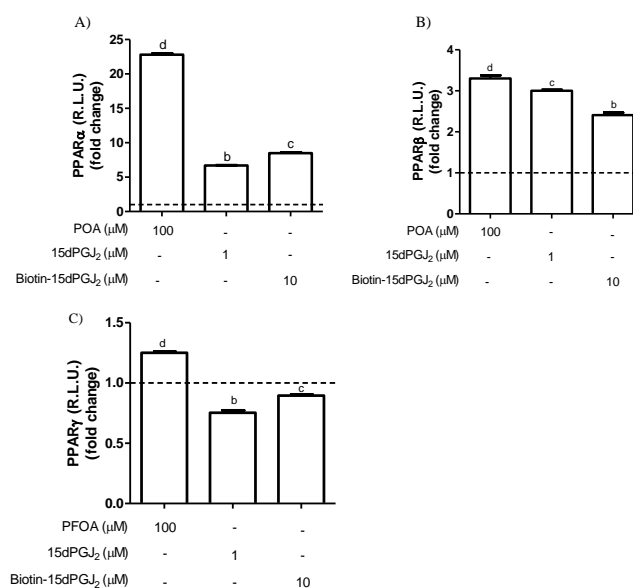 A)
PPARα (R.L.U.)
(fold change)
25
20
15
10
5
0
d
b
c
POA (μM) 100 - -
15dPGJ2 (μM) - 1 -
Biotin-15dPGJ2 (μM) - - 10
B)
PPARβ (R.L.U.)
(fold change)
4
3
2
1
0
d
c
b
POA (μM) 100 - -
15dPGJ2 (μM) - 1 -
Biotin-15dPGJ2 (μM) - - 10
C)
PPARγ (R.L.U.)
(fold change)
1.5
1.0
0.5
0.0
d
b
c
PFOA (μM) 100 - -
15dPGJ2 (μM) - 1 -
Biotin-15dPGJ2 (μM) - - 10